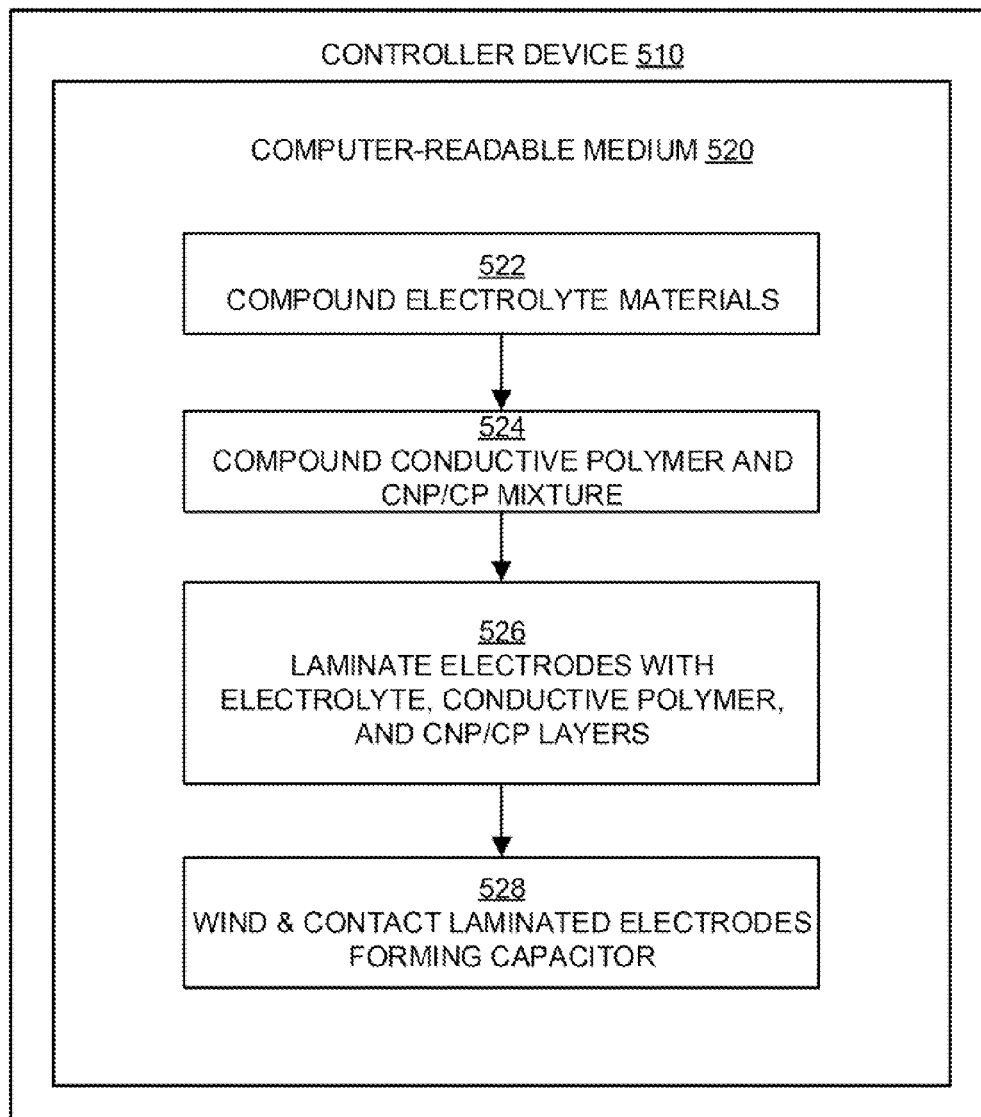 CONTROLLER DEVICE 510
COMPUTER-READABLE MEDIUM 520
522
COMPOUND ELECTROLYTE MATERIALS
524
COMPOUND CONDUCTIVE POLYMER AND
CNP/CP MIXTURE
526
LAMINATE ELECTRODES WITH
ELECTROLYTE, CONDUCTIVE POLYMER,
AND CNP/CP LAYERS
528
WIND & CONTACT LAMINATED ELECTRODES
FORMING CAPACITOR